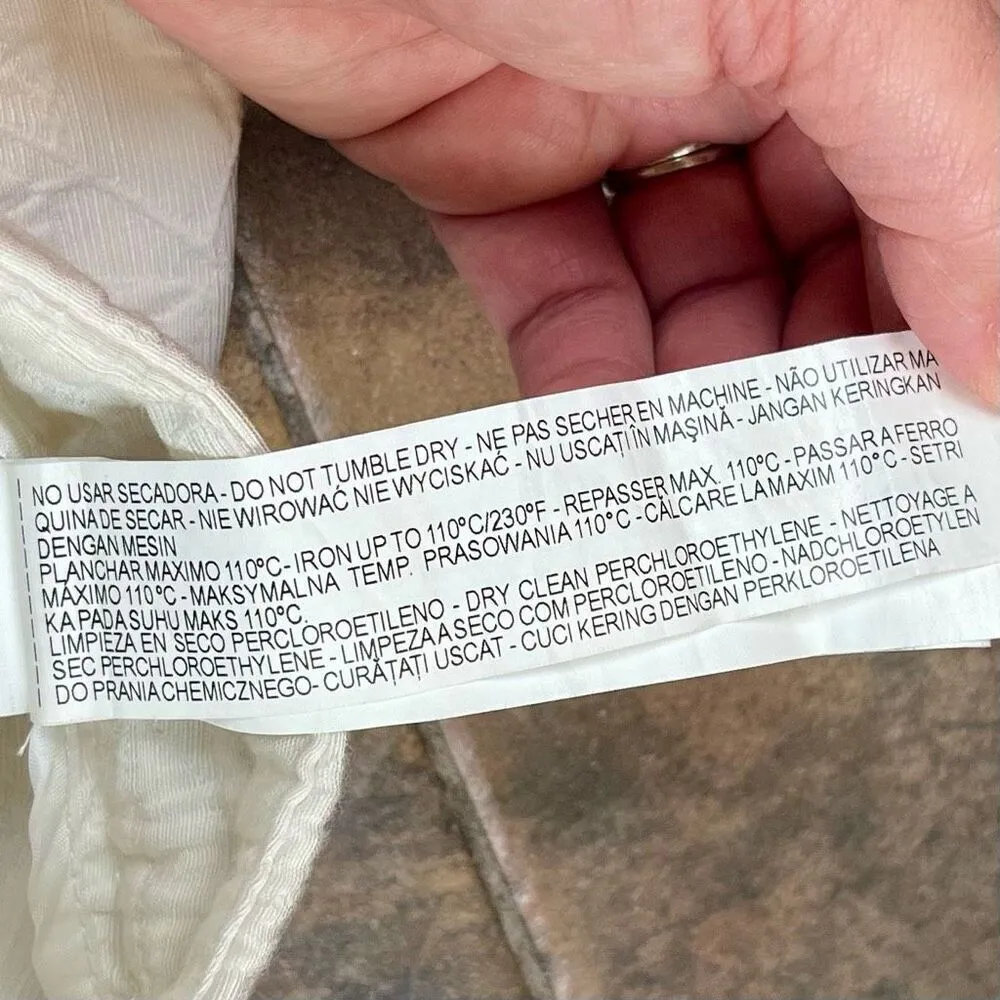 NO USAR SECADORA - DO NOT TUMBLE DRY - NE PAS SECHER EN MACHINE - NÃO UTILIZAR MA
QUINA DE SECAR - NIE WIROWAĆ NIE WYCISKAĆ - NU USCAȚI ÎN MAŞINĂ - JANGAN KERINGKAN
DENGAN MESIN
PLANCHAR MAXIMO 110ºC - IRON UP TO 110ºC/230ºF - REPASSER MAX. 110ºC - PASSAR A FERRO
MÁXIMO 110ºC - MAKSYMALNA TEMP. PRASOWANIA 110ºC - CĂLCARE LA MAXIM 110ºC - SETRI
KA PADA SUHU MAKS 110ºC.
LIMPIEZA EN SECO PERCLOROETILENO - DRY CLEAN PERCHLOROETHYLENE - NETTOYAGE A
SEC PERCHLOROETHYLENE - LIMPEZA A SECO COM PERCLOROETILENO - NADCHLOROETYLEN
DO PRANIA CHEMICZNEGO- CURĂȚAȚI USCAT - CUCI KERING DENGAN PERKLOROETILENA